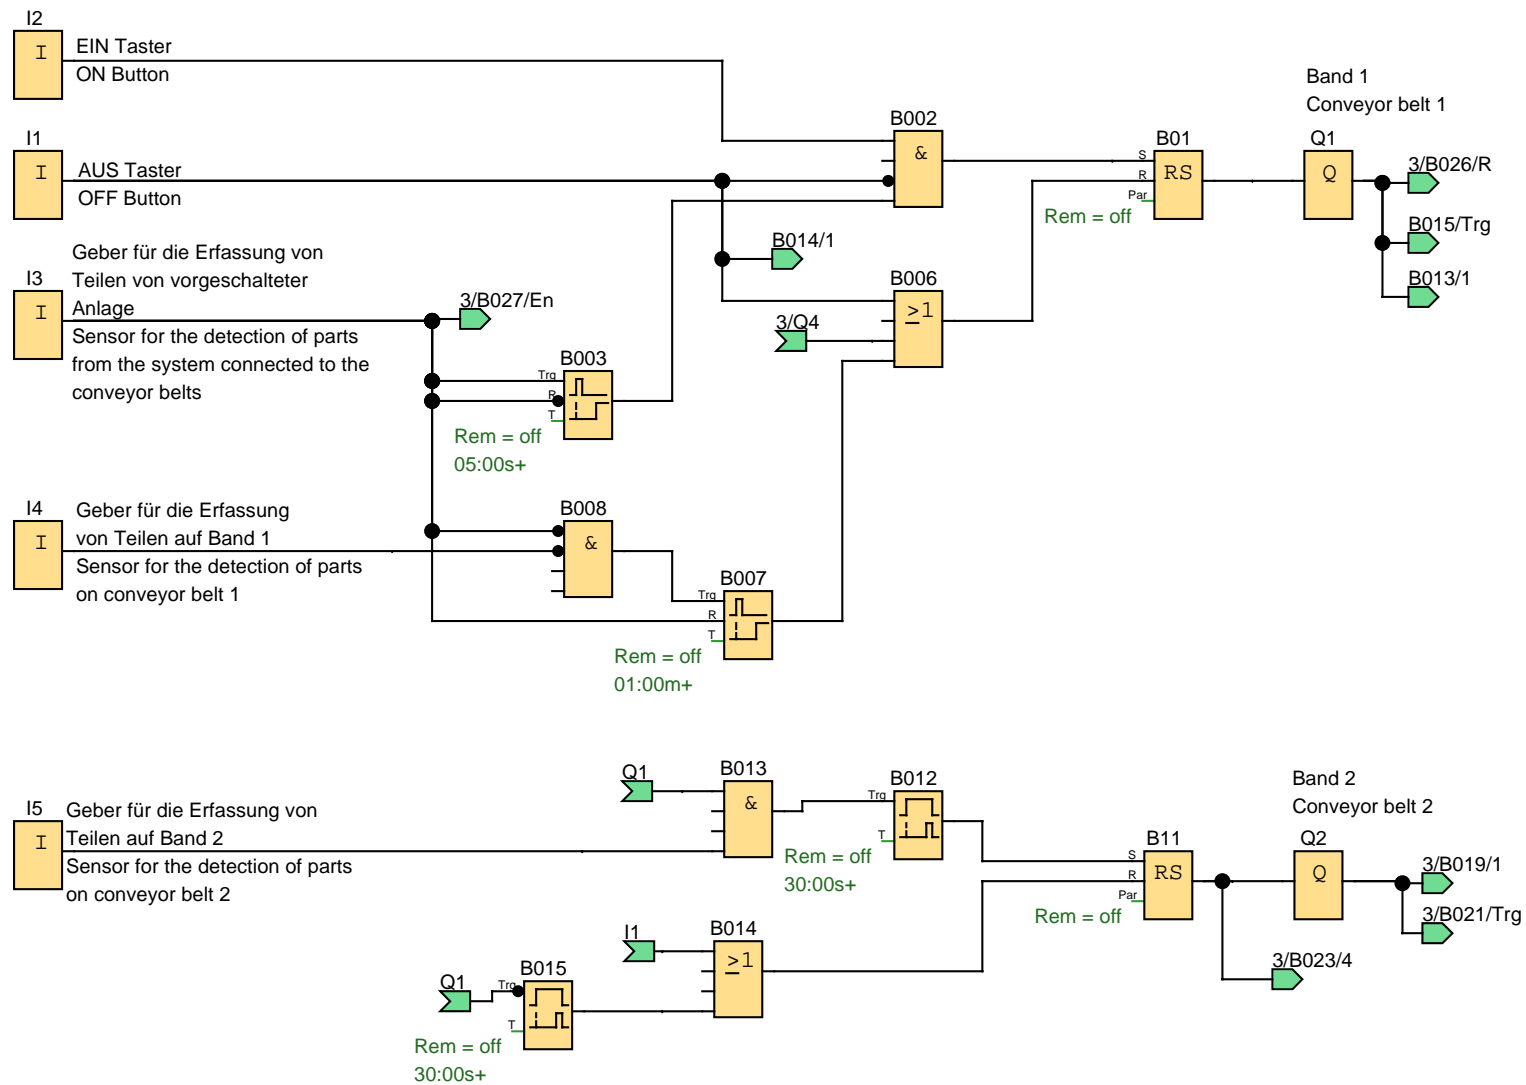 I2
I
EIN Taster
ON Button
I1
I
AUS Taster
OFF Button
Geber für die Erfassung von
Teilen von vorgeschalteter
I3
I
Anlage
Sensor for the detection of parts
from the system connected to the
conveyor belts
3/B027/En
B003
Trg
R
T
Rem = off
05:00s+
B014/1
B002
&
B006
3/Q4
>1
B01
S
R
Par
RS
Rem = off
Band 1
Conveyor belt 1
Q1
Q
3/B026/R
B015/Trg
B013/1
I4
I
Geber für die Erfassung
von Teilen auf Band 1
Sensor for the detection of parts
on conveyor belt 1
B008
&
B007
Trg
R
T
Rem = off
01:00m+
I5
I
Geber für die Erfassung von
Teilen auf Band 2
Sensor for the detection of parts
on conveyor belt 2
Q1
B013
&
B012
Trg
T
Rem = off
30:00s+
Q1
B015
Trg
T
Rem = off
30:00s+
I1
B014
>1
B11
S
R
Par
RS
Rem = off
Band 2
Conveyor belt 2
Q2
Q
3/B019/1
3/B021/Trg
3/B023/4